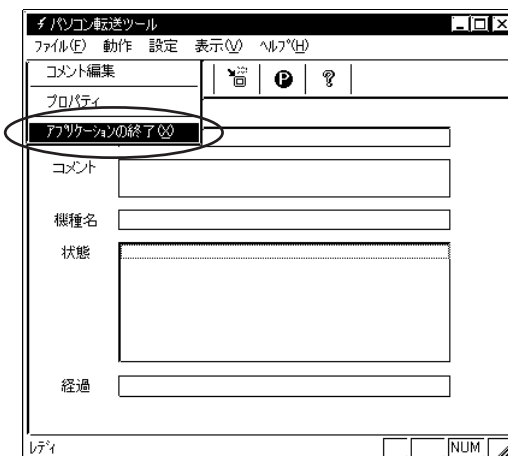 パソコン転送ツール
ファイル(F) 動作 設定 表示(V) ヘルプ(H)
コメント編集
プロパティ
アプリケーションの終了(X)
P ?
コメント
機種名
状態
経過
レディ NUM